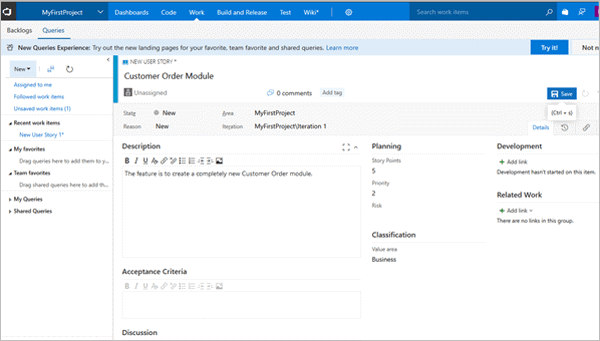 MyFirstProject Dashboards Code Work Build and Release Test Wiki* Search work items
Backlogs Queries
New Queries Experience: Try out the new landing pages for your favorite, team favorite and shared queries. Learn more Try it! Not n
New
Assigned to me
Followed work items
Unsaved work items (1)
Recent work items
New User Story 1*
My favorites
Drag queries here to add them to y
Team favorites
Drag shared queries here to add th
My Queries
Shared Queries
NEW USER STORY *
Customer Order Module
Unassigned 0 comments Add tag Save
(Ctrl + s)
State New Area MyFirstProject
Reason New Iteration MyFirstProject\Iteration 1
Details
Description
B I U
The feature is to create a completely new Customer Order module.
Acceptance Criteria
B I U
Discussion
Planning
Story Points
5
Priority
2
Risk
Classification
Value area
Business
Development
+ Add link
Development hasn't started on this item.
Related Work
+ Add link
There are no links in this group.